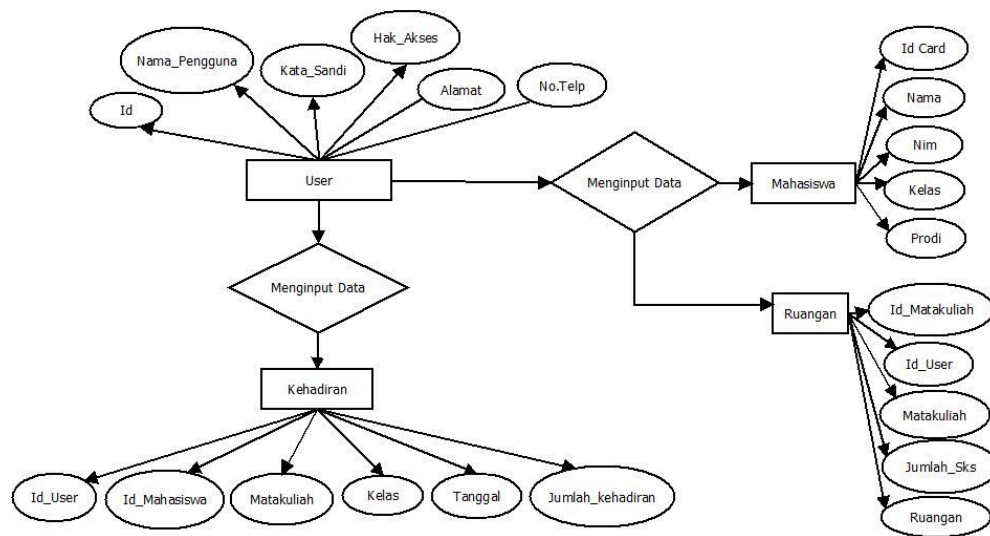 Hak_Akses
Nama_Pengguna
Kata_Sandi
Alamat
No.Telp
Id
User
Menginput Data
Mahasiswa
Id Card
Nama
Nim
Kelas
Prodi
Menginput Data
Ruangan
Id_Matakuliah
Id_User
Matakuliah
Jumlah_Sks
Ruangan
Kehadiran
Id_User
Id_Mahasiswa
Matakuliah
Kelas
Tanggal
Jumlah_kehadiran